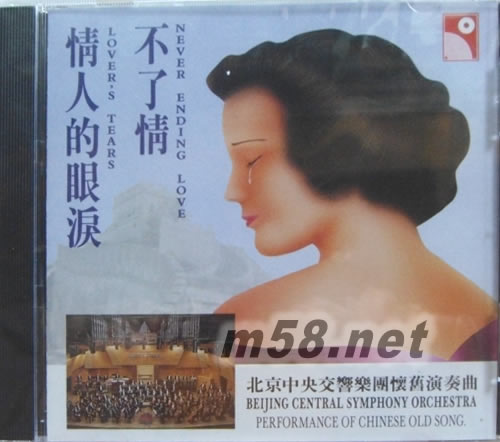 不了情
NEVER ENDING LOVE
情人的眼淚
LOVER'S TEARS
m58.net
北京中央交響樂團懷舊演奏曲
BEIJING CENTRAL SYMPHONY ORCHESTRA
PERFORMANCE OF CHINESE OLD SONG.